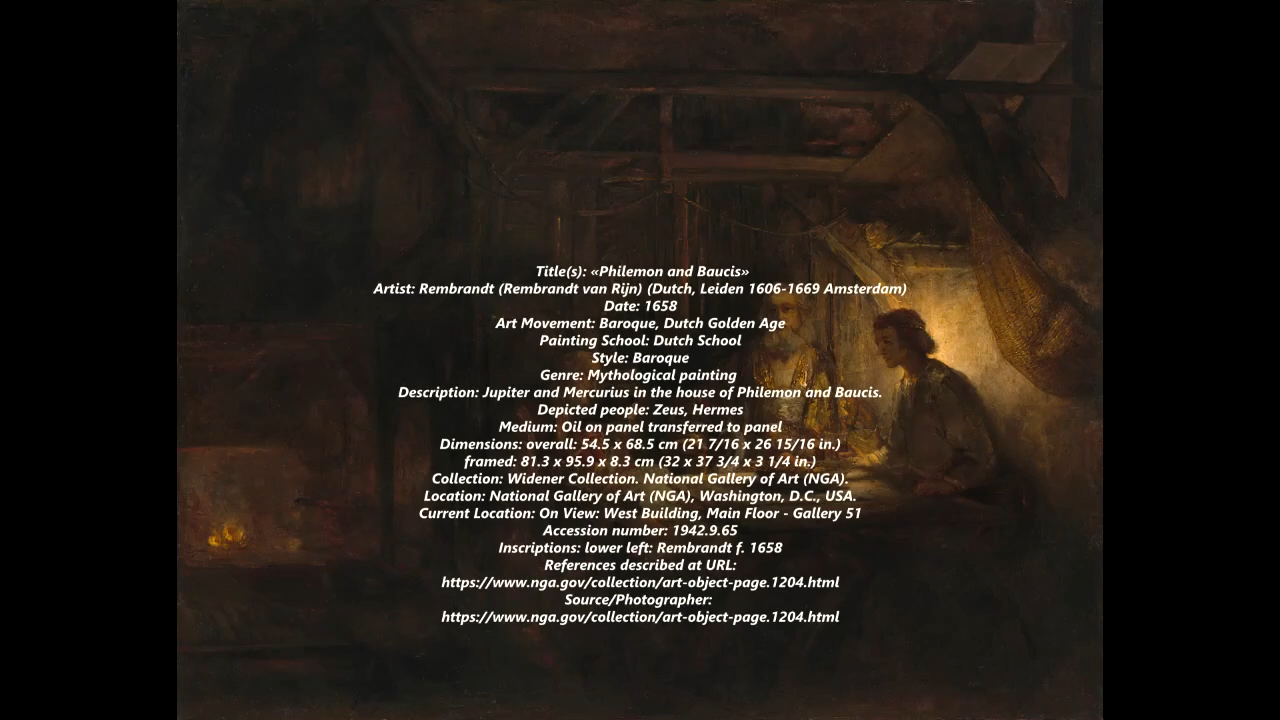 Title(s): «Philemon and Baucis»
Artist: Rembrandt (Rembrandt van Rijn) (Dutch, Leiden 1606-1669 Amsterdam)
Date: 1658
Art Movement: Baroque, Dutch Golden Age
Painting School: Dutch School
Style: Baroque
Genre: Mythological painting
Description: Jupiter and Mercurius in the house of Philemon and Baucis.
Depicted people: Zeus, Hermes
Medium: Oil on panel transferred to panel
Dimensions: overall: 54.5 x 68.5 cm (21 7/16 x 26 15/16 in.)
framed: 81.3 x 95.9 x 8.3 cm (32 x 37 3/4 x 3 1/4 in.)
Collection: Widener Collection. National Gallery of Art (NGA).
Location: National Gallery of Art (NGA), Washington, D.C., USA.
Current Location: On View: West Building, Main Floor - Gallery 51
Accession number: 1942.9.65
Inscriptions: lower left: Rembrandt f. 1658
References described at URL:
https://www.nga.gov/collection/art-object-page.1204.html
Source/Photographer:
https://www.nga.gov/collection/art-object-page.1204.html